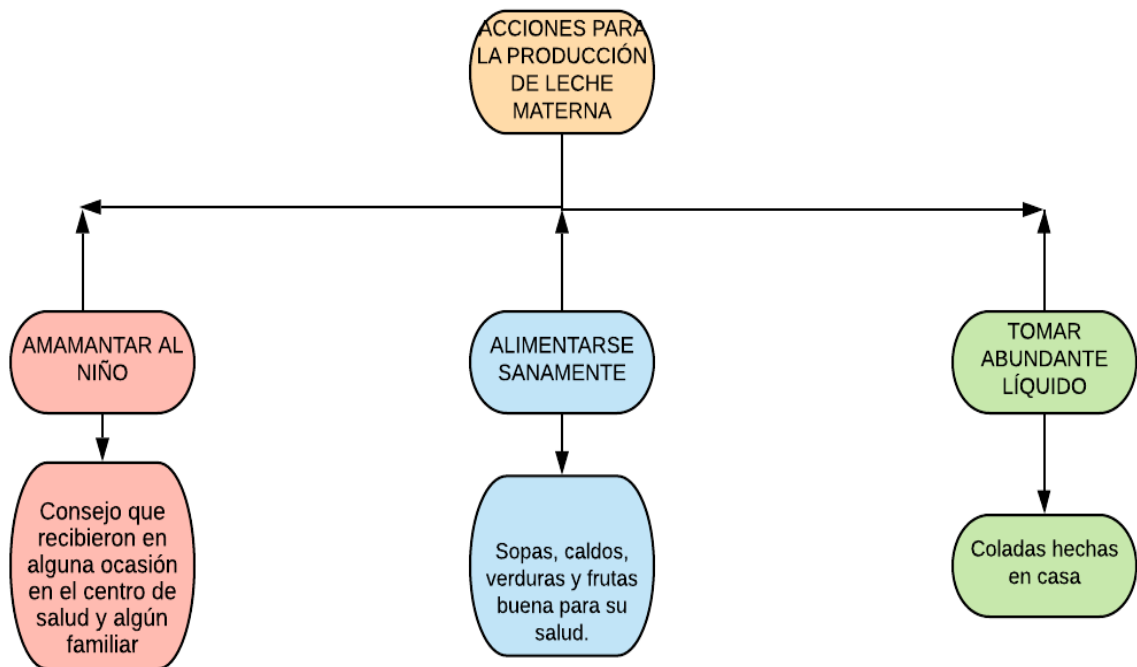 ACCIONES PARA
LA PRODUCCIÓN
DE LECHE
MATERNA
AMAMANTAR AL
NIÑO
ALIMENTARSE
SANAMENTE
TOMAR
ABUNDANTE
LÍQUIDO
Consejo que
recibieron en
alguna ocasión
en el centro de
salud y algún
familiar
Sopas, caldos,
verduras y frutas
buena para su
salud.
Coladas hechas
en casa